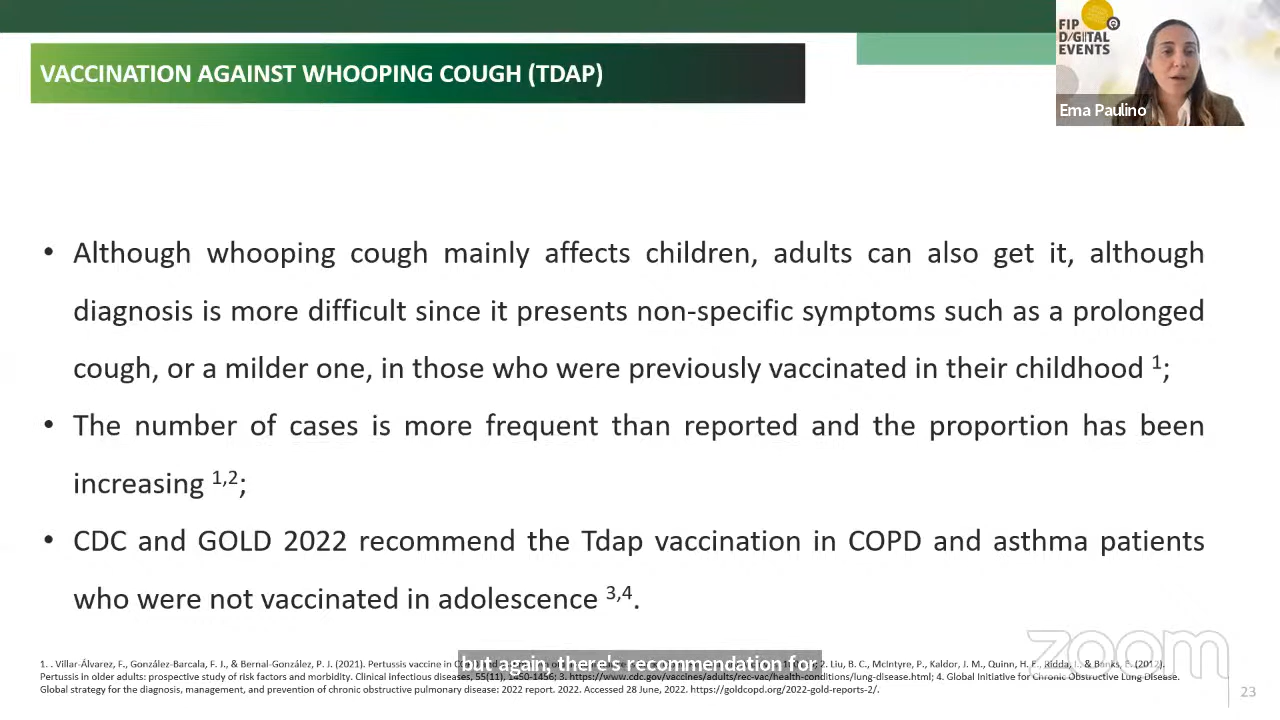 VACCINATION AGAINST WHOOPING COUGH (TDAP)
FIP
DIGITAL
EVENTS
Ema Paulino
• Although whooping cough mainly affects children, adults can also get it, although
diagnosis is more difficult since it presents non-specific symptoms such as a prolonged
cough, or a milder one, in those who were previously vaccinated in their childhood 1;
• The number of cases is more frequent than reported and the proportion has been
increasing 1,2;
• CDC and GOLD 2022 recommend the Tdap vaccination in COPD and asthma patients
who were not vaccinated in adolescence 3,4.
zoom
but again, there's recommendation for
1. . Villar-Álvarez, F., González-Barcala, F. J., & Bernal-González, P. J. (2021). Pertussis vaccine in 2. Liu, B. C., McIntyre, P., Kaldor, J. M., Quinn, H. E., Ridda, I., & Banks, E. (2012).
Pertussis in older adults: prospective study of risk factors and morbidity. Clinical infectious diseases, 55(11), 1450-1456; 3. https://www.cdc.gov/vaccines/adults/rec-vac/health-conditions/lung-disease.html; 4. Global Initiative for Chronic Obstructive Lung Disease.
Global strategy for the diagnosis, management, and prevention of chronic obstructive pulmonary disease: 2022 report. 2022. Accessed 28 June, 2022. https://goldcopd.org/2022-gold-reports-2/.
23